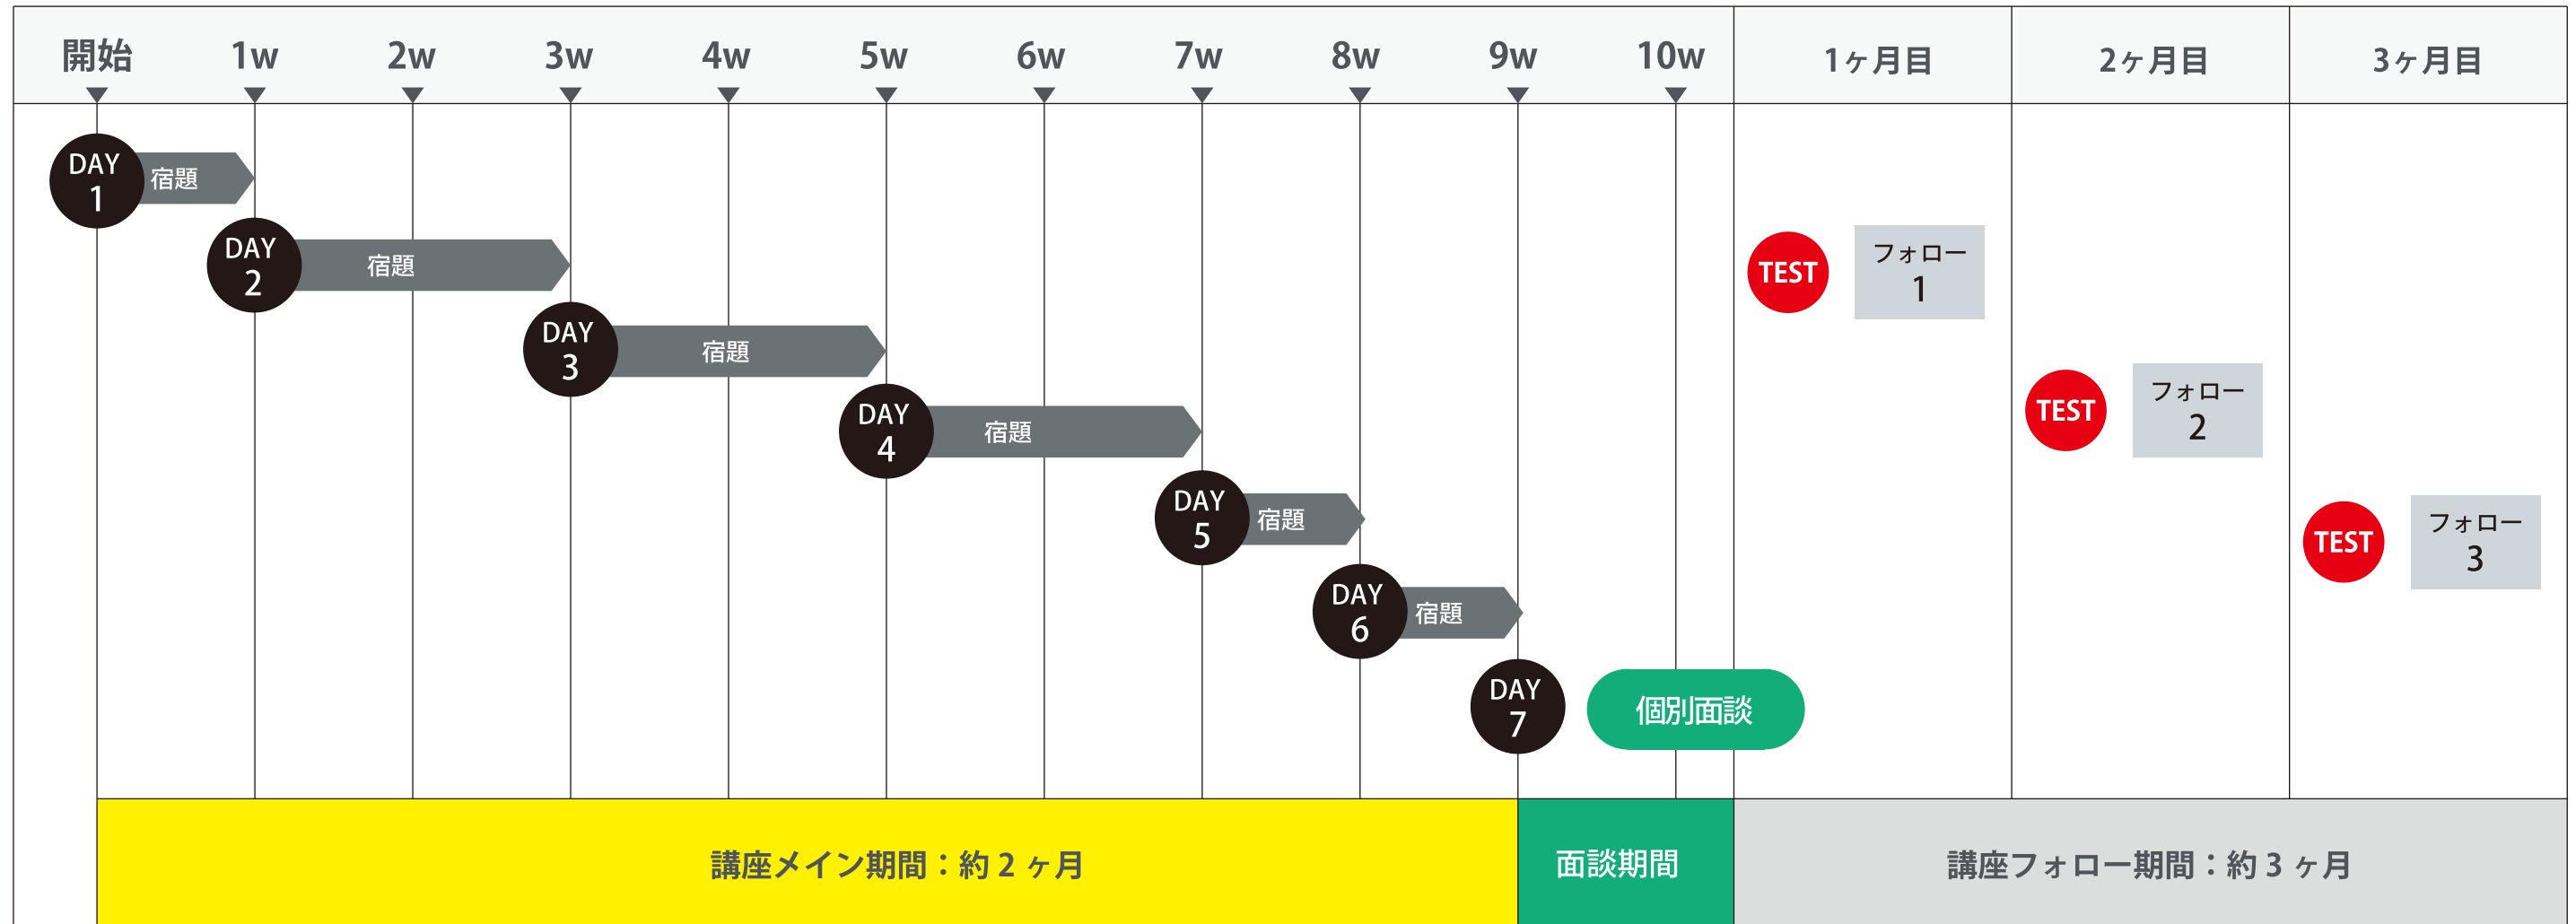 開始 1w 2w 3w 4w 5w 6w 7w 8w 9w 10w 1ヶ月目 2ヶ月目 3ヶ月目
DAY
1
宿題
DAY
2
宿題
DAY
3
宿題
DAY
4
宿題
DAY
5
宿題
DAY
6
宿題
DAY
7
個別面談
TEST
フォロー
1
TEST
フォロー
2
TEST
フォロー
3
講座メイン期間：約 2 ヶ月
面談期間
講座フォロー期間：約 3 ヶ月